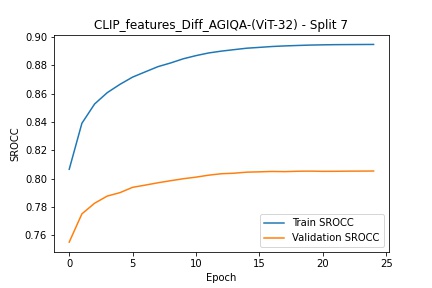 CLIP_features_Diff_AGIQA-(ViT-32) - Split 7
SROCC
0.90
0.88
0.86
0.84
0.82
0.80
0.78
0.76
Train SROCC
Validation SROCC
0 5 10 15 20 25
Epoch